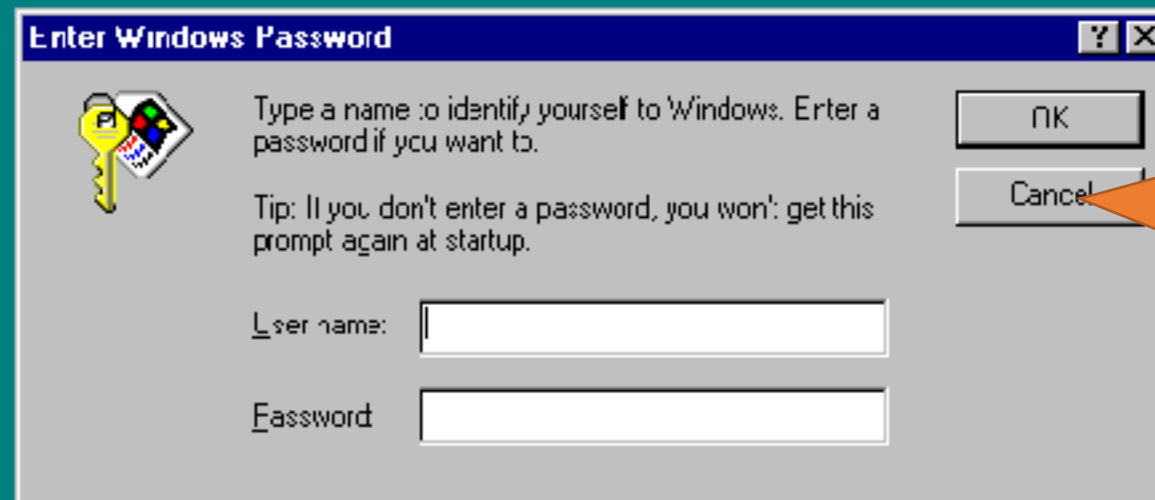 Enter Windows Password
Type a name to identify yourself to Windows. Enter a
password if you want to.
Tip: If you don't enter a password, you won't get this
prompt again at startup.
User name:
Password
OK
Cancel